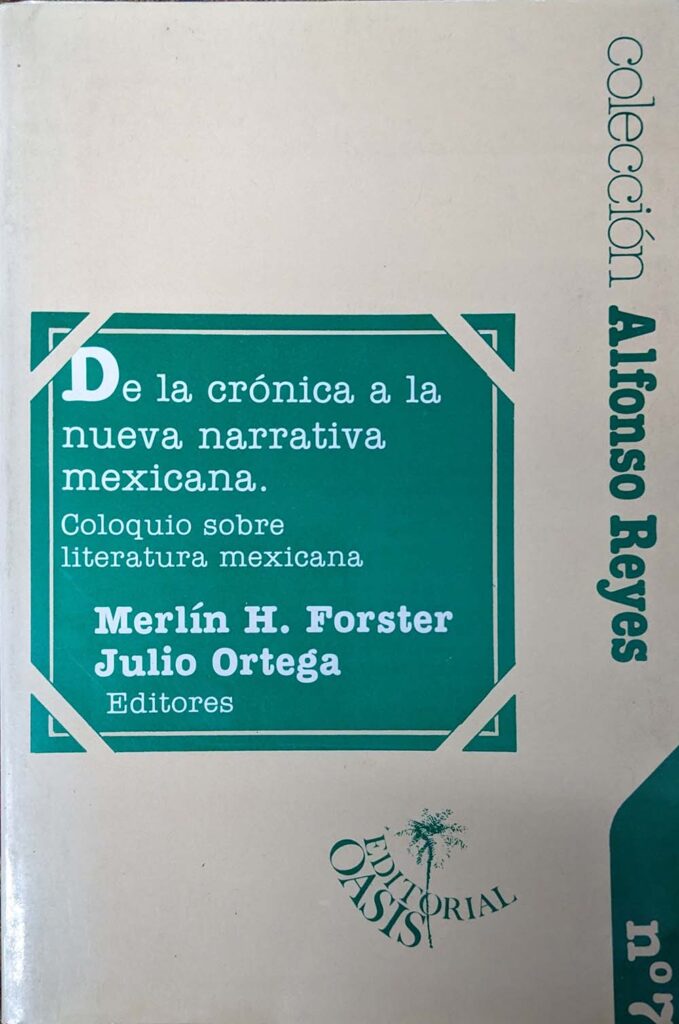 colección Alfonso Reyes
De la crónica a la
nueva narrativa
mexicana.
Coloquio sobre
literatura mexicana
Merlín H. Forster
Julio Ortega
Editores
EDITORIAL
OASIS
nº7